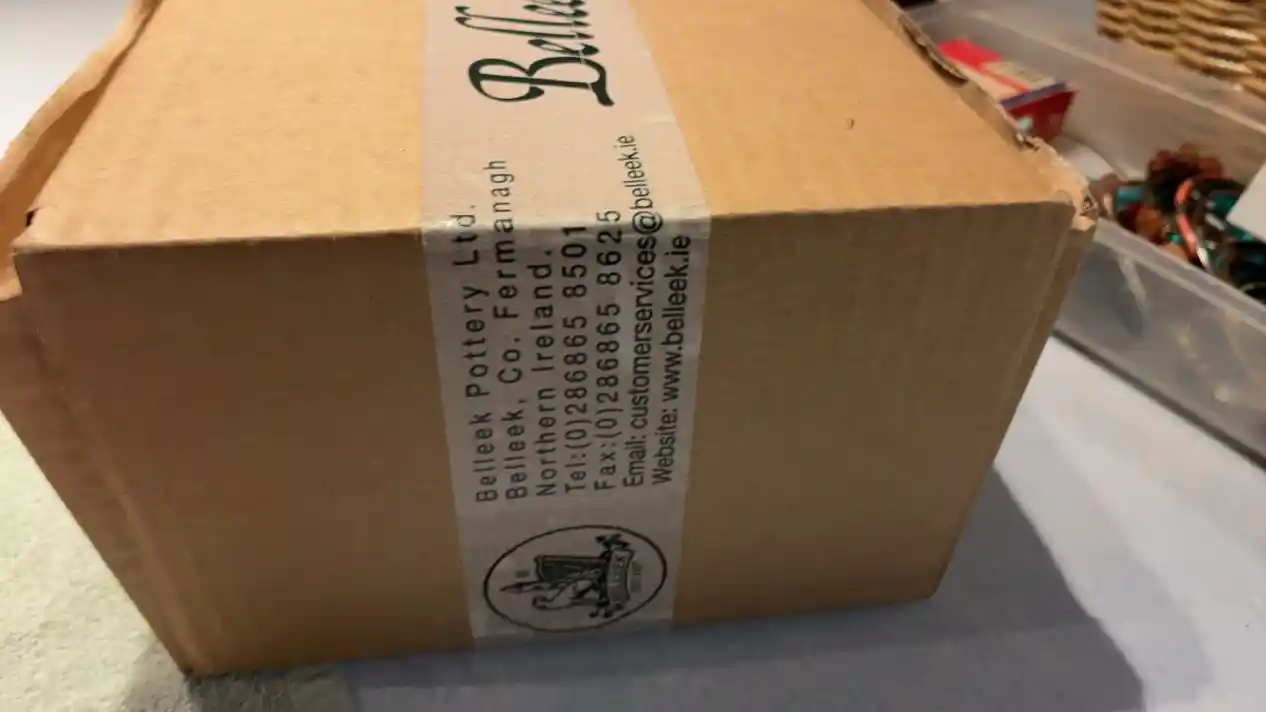 Belleek
Belleek Pottery Ltd.
Belleek, Co. Fermanagh
Northern Ireland.
Tel:(0)286865 8501
Fax:(0)286865 8625
Email: customerservices@belleek.ie
Website: www.belleek.ie